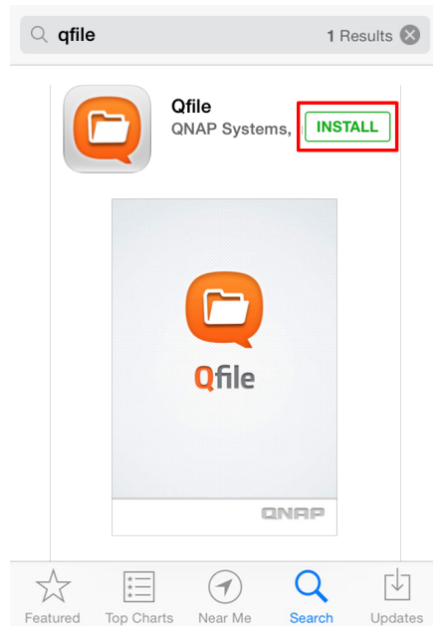 qfile 1 Results
Qfile
QNAP Systems, INSTALL
Qfile
QNAP
Featured Top Charts Near Me Search Updates